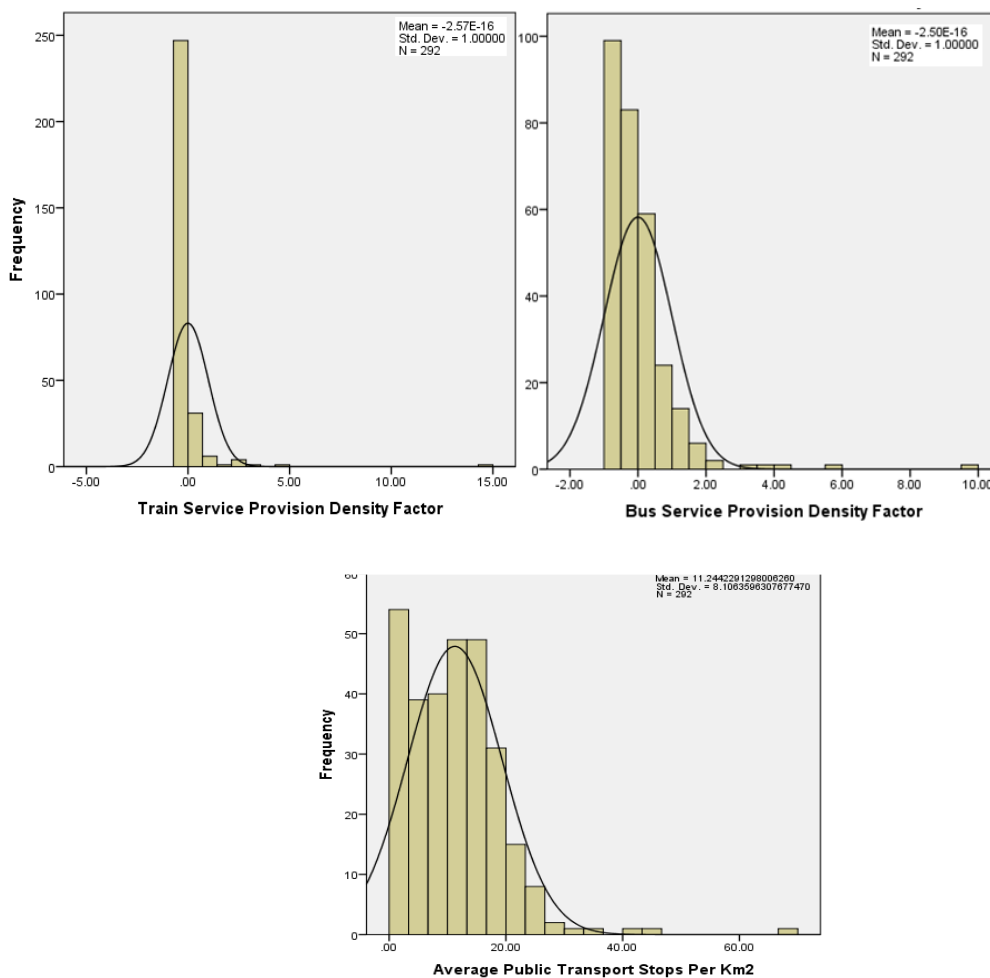 Mean = -2.57E-16
Std. Dev. = 1.00000
N = 292
250
200
150
100
50
0
Frequency
-5.00
.00
5.00
10.00
15.00
Train Service Provision Density Factor
Mean = -2.50E-16
Std. Dev. = 1.00000
N = 292
100
80
60
40
20
0
-2.00
.00
2.00
4.00
6.00
8.00
10.00
Bus Service Provision Density Factor
Mean = 11.2442291298006260
Std. Dev. = 8.1063596307677470
N = 292
60
50
40
30
20
10
0
Frequency
.00
20.00
40.00
60.00
Average Public Transport Stops Per Km2